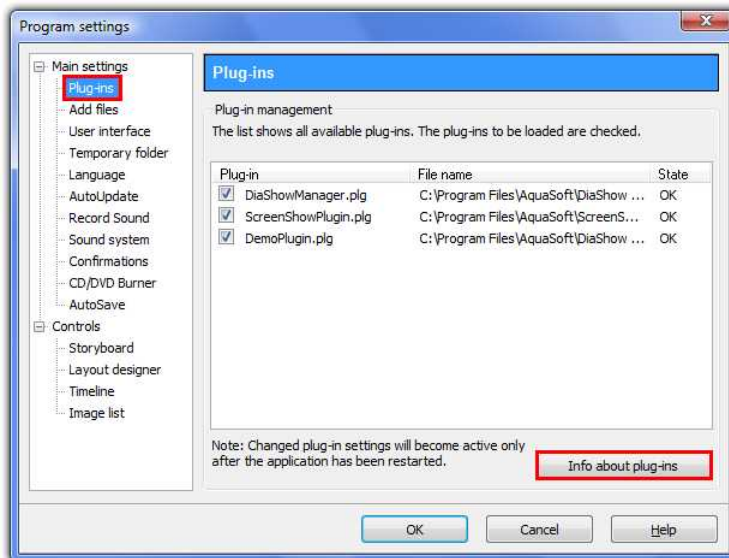 Program settings
Main settings
Plug-ins
Add files
User interface
Temporary folder
Language
AutoUpdate
Record Sound
Sound system
Confirmations
CD/DVD Burner
AutoSave
Controls
Storyboard
Layout designer
Timeline
Image list
Plug-ins
Plug-in management
The list shows all available plug-ins. The plug-ins to be loaded are checked.
Plug-in File name State
DiaShowManager.plg C:\Program Files\AquaSoft\DiaShow ... OK
ScreenShowPlugin.plg C:\Program Files\AquaSoft\ScreenS... OK
DemoPlugin.plg C:\Program Files\AquaSoft\DiaShow ... OK
Note: Changed plug-in settings will become active only
after the application has been restarted.
Info about plug-ins
OK Cancel Help